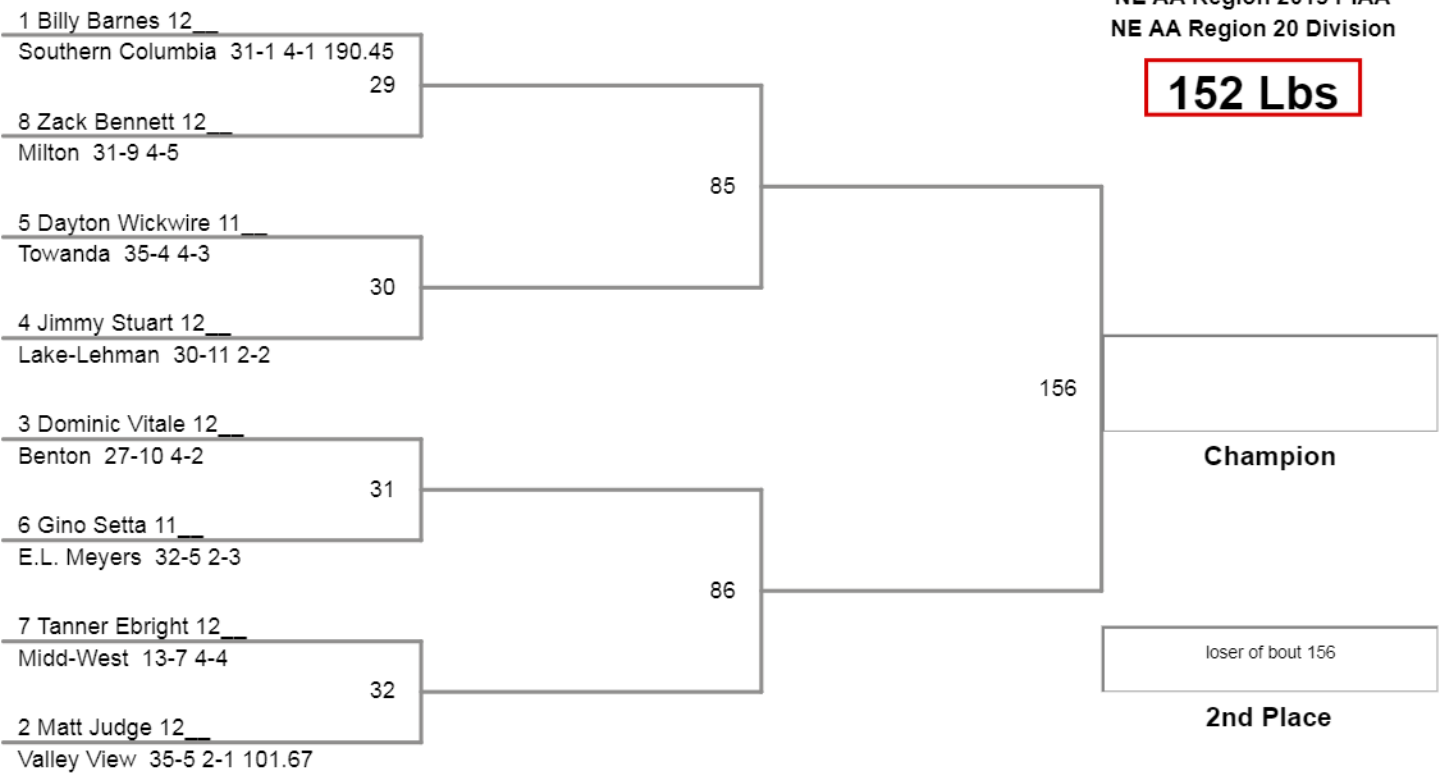 NE AA Region 20 Division
152 Lbs
1 Billy Barnes 12__
Southern Columbia 31-1 4-1 190.45
29
8 Zack Bennett 12__
Milton 31-9 4-5
85
5 Dayton Wickwire 11__
Towanda 35-4 4-3
30
4 Jimmy Stuart 12__
Lake-Lehman 30-11 2-2
156
3 Dominic Vitale 12__
Benton 27-10 4-2
Champion
31
6 Gino Setta 11__
E.L. Meyers 32-5 2-3
86
7 Tanner Ebright 12__
Midd-West 13-7 4-4
loser of bout 156
32
2nd Place
2 Matt Judge 12__
Valley View 35-5 2-1 101.67